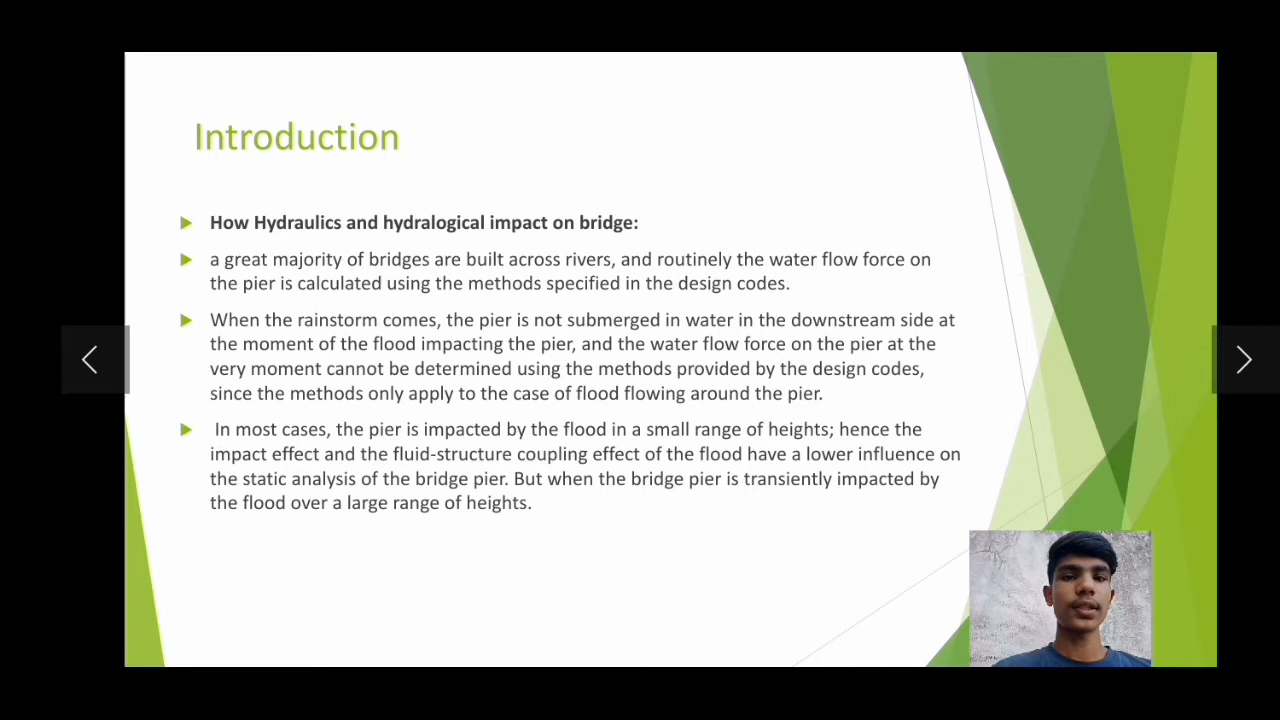 Introduction
How Hydraulics and hydralogical impact on bridge:
a great majority of bridges are built across rivers, and routinely the water flow force on
the pier is calculated using the methods specified in the design codes.
When the rainstorm comes, the pier is not submerged in water in the downstream side at
the moment of the flood impacting the pier, and the water flow force on the pier at the
very moment cannot be determined using the methods provided by the design codes,
since the methods only apply to the case of flood flowing around the pier.
In most cases, the pier is impacted by the flood in a small range of heights; hence the
impact effect and the fluid-structure coupling effect of the flood have a lower influence on
the static analysis of the bridge pier. But when the bridge pier is transiently impacted by
the flood over a large range of heights.